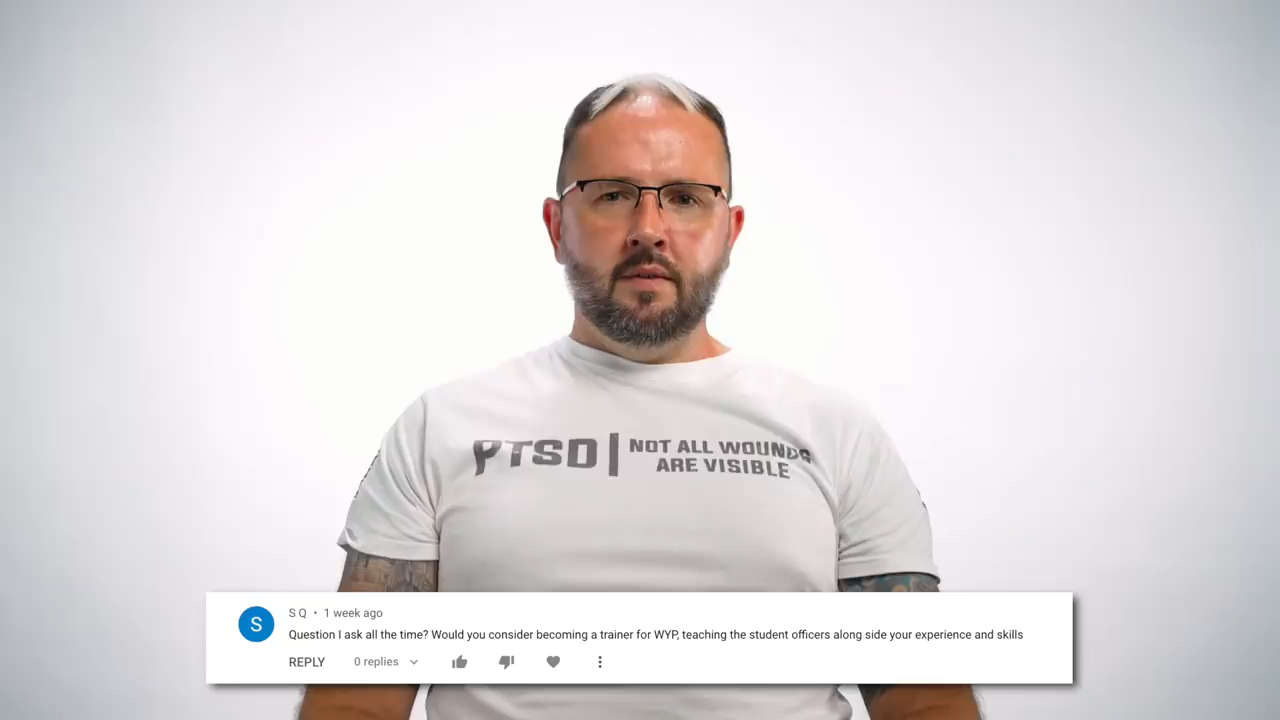 PTSD | NOT ALL WOUNDS
ARE VISIBLE
S
S Q • 1 week ago
Question I ask all the time? Would you consider becoming a trainer for WYP, teaching the student officers along side your experience and skills
REPLY 0 replies